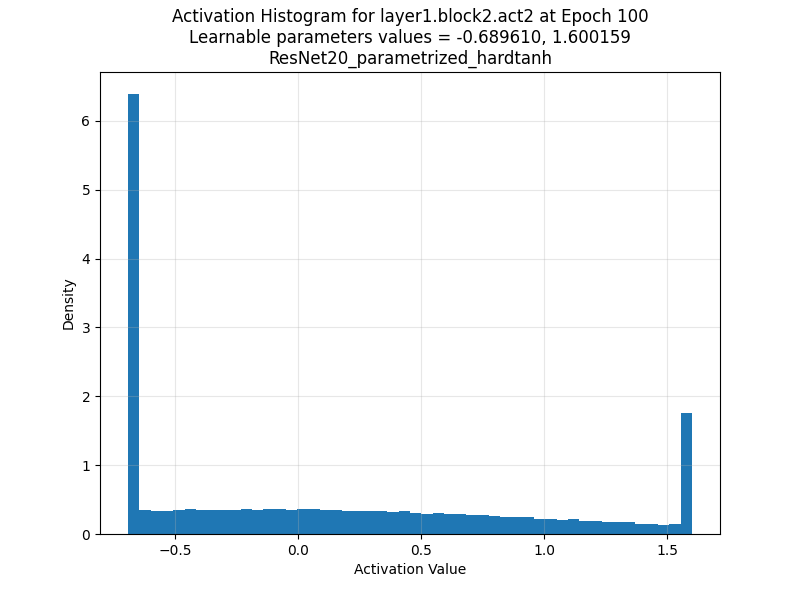 Activation Histogram for layer1.block2.act2 at Epoch 100
Learnable parameters values = -0.689610, 1.600159
ResNet20_parametrized_hardtanh
Density
6
5
4
3
2
1
0
−0.5
0.0
0.5
1.0
1.5
Activation Value